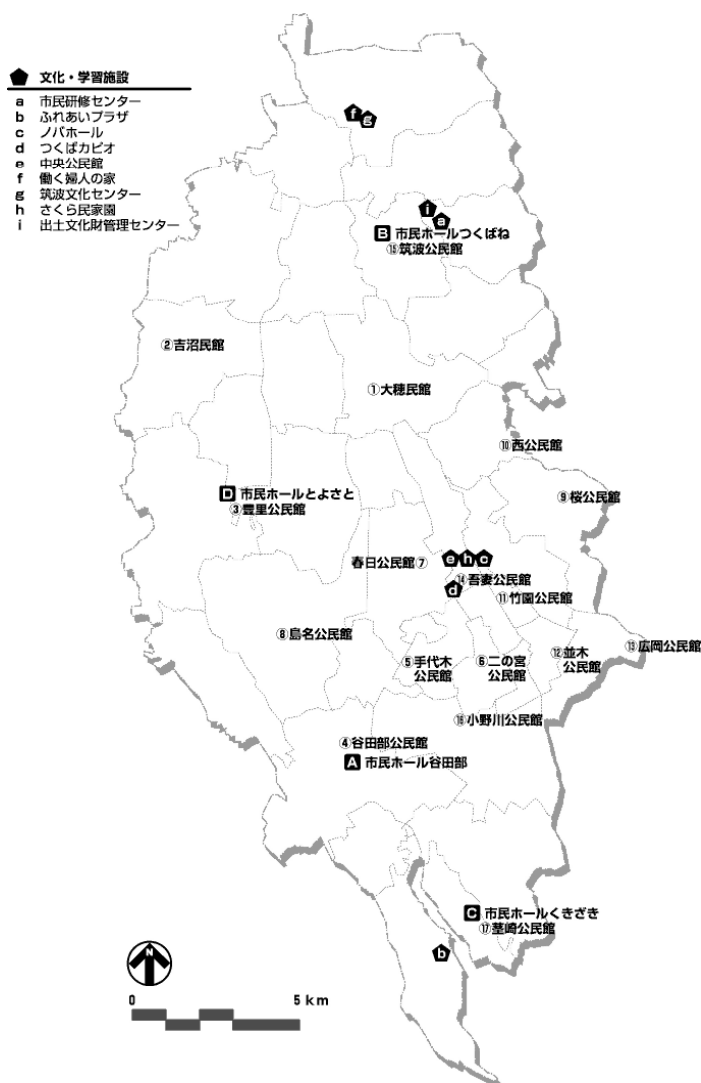 文化・学習施設
a 市民研修センター
b ふれあいプラザ
c ノバホール
d つくばカピオ
e 中央公民館
f 働く婦人の家
g 筑波文化センター
h さくら民家園
i 出土文化財管理センター
f
g
i
a
B 市民ホールつくばね
⑮筑波公民館
②吉沼民館
①大穂民館
⑩西公民館
⑨桜公民館
D 市民ホールとよさと
③豊里公民館
春日公民館⑦
e h c
⑭吾妻公民館
d
⑪竹園公民館
⑧島名公民館
⑤手代木
公民館
⑥二の宮
公民館
⑫並木
公民館
⑬広岡公民館
⑯小野川公民館
④谷田部公民館
A 市民ホール谷田部
C 市民ホールくきざき
⑰茎崎公民館
b
N
0 5 km